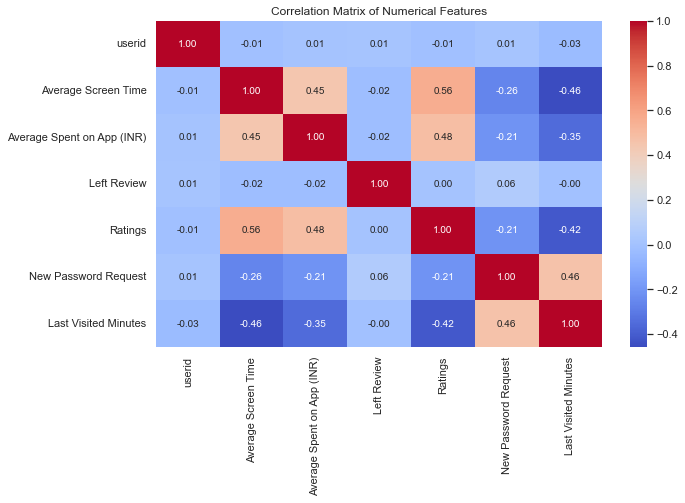 Correlation Matrix of Numerical Features
userid
1.00 -0.01 0.01 0.01 -0.01 0.01 -0.03
Average Screen Time
-0.01 1.00 0.45 -0.02 0.56 -0.26 -0.46
Average Spent on App (INR)
0.01 0.45 1.00 -0.02 0.48 -0.21 -0.35
Left Review
0.01 -0.02 -0.02 1.00 0.00 0.06 -0.00
Ratings
-0.01 0.56 0.48 0.00 1.00 -0.21 -0.42
New Password Request
0.01 -0.26 -0.21 0.06 -0.21 1.00 0.46
Last Visited Minutes
-0.03 -0.46 -0.35 -0.00 -0.42 0.46 1.00
userid
Average Screen Time
Average Spent on App (INR)
Left Review
Ratings
New Password Request
Last Visited Minutes
1.0
0.8
0.6
0.4
0.2
0.0
−0.2
−0.4